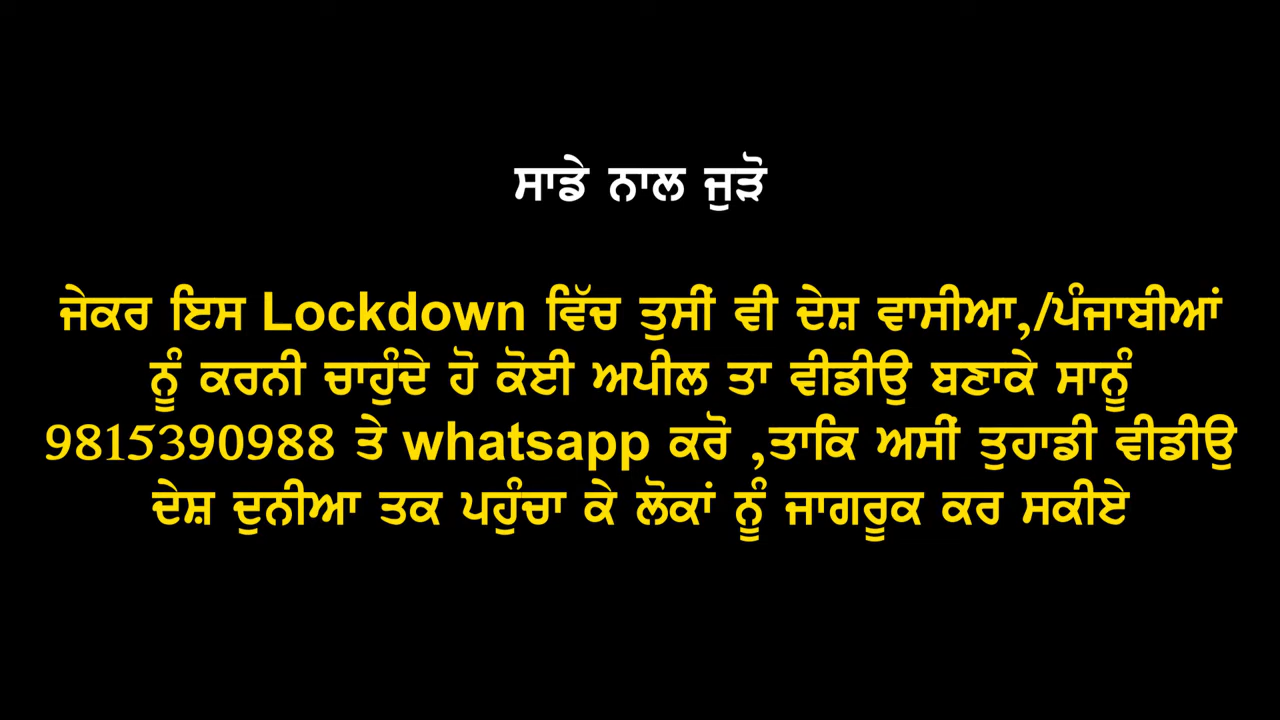 ਸਾਡੇ ਨਾਲ ਜੁੜੋ
ਜੇਕਰ ਇਸ Lockdown ਵਿੱਚ ਤੁਸੀਂ ਵੀ ਦੇਸ਼ ਵਾਸੀਆ,/ਪੰਜਾਬੀਆਂ
ਨੂੰ ਕਰਨੀ ਚਾਹੁੰਦੇ ਹੋ ਕੋਈ ਅਪੀਲ ਤਾ ਵੀਡੀਉ ਬਣਾਕੇ ਸਾਨੂੰ
9815390988 ਤੇ whatsapp ਕਰੋ ,ਤਾਕਿ ਅਸੀਂ ਤੁਹਾਡੀ ਵੀਡੀਉ
ਦੇਸ਼ ਦੁਨੀਆ ਤਕ ਪਹੁੰਚਾ ਕੇ ਲੋਕਾਂ ਨੂੰ ਜਾਗਰੂਕ ਕਰ ਸਕੀਏ